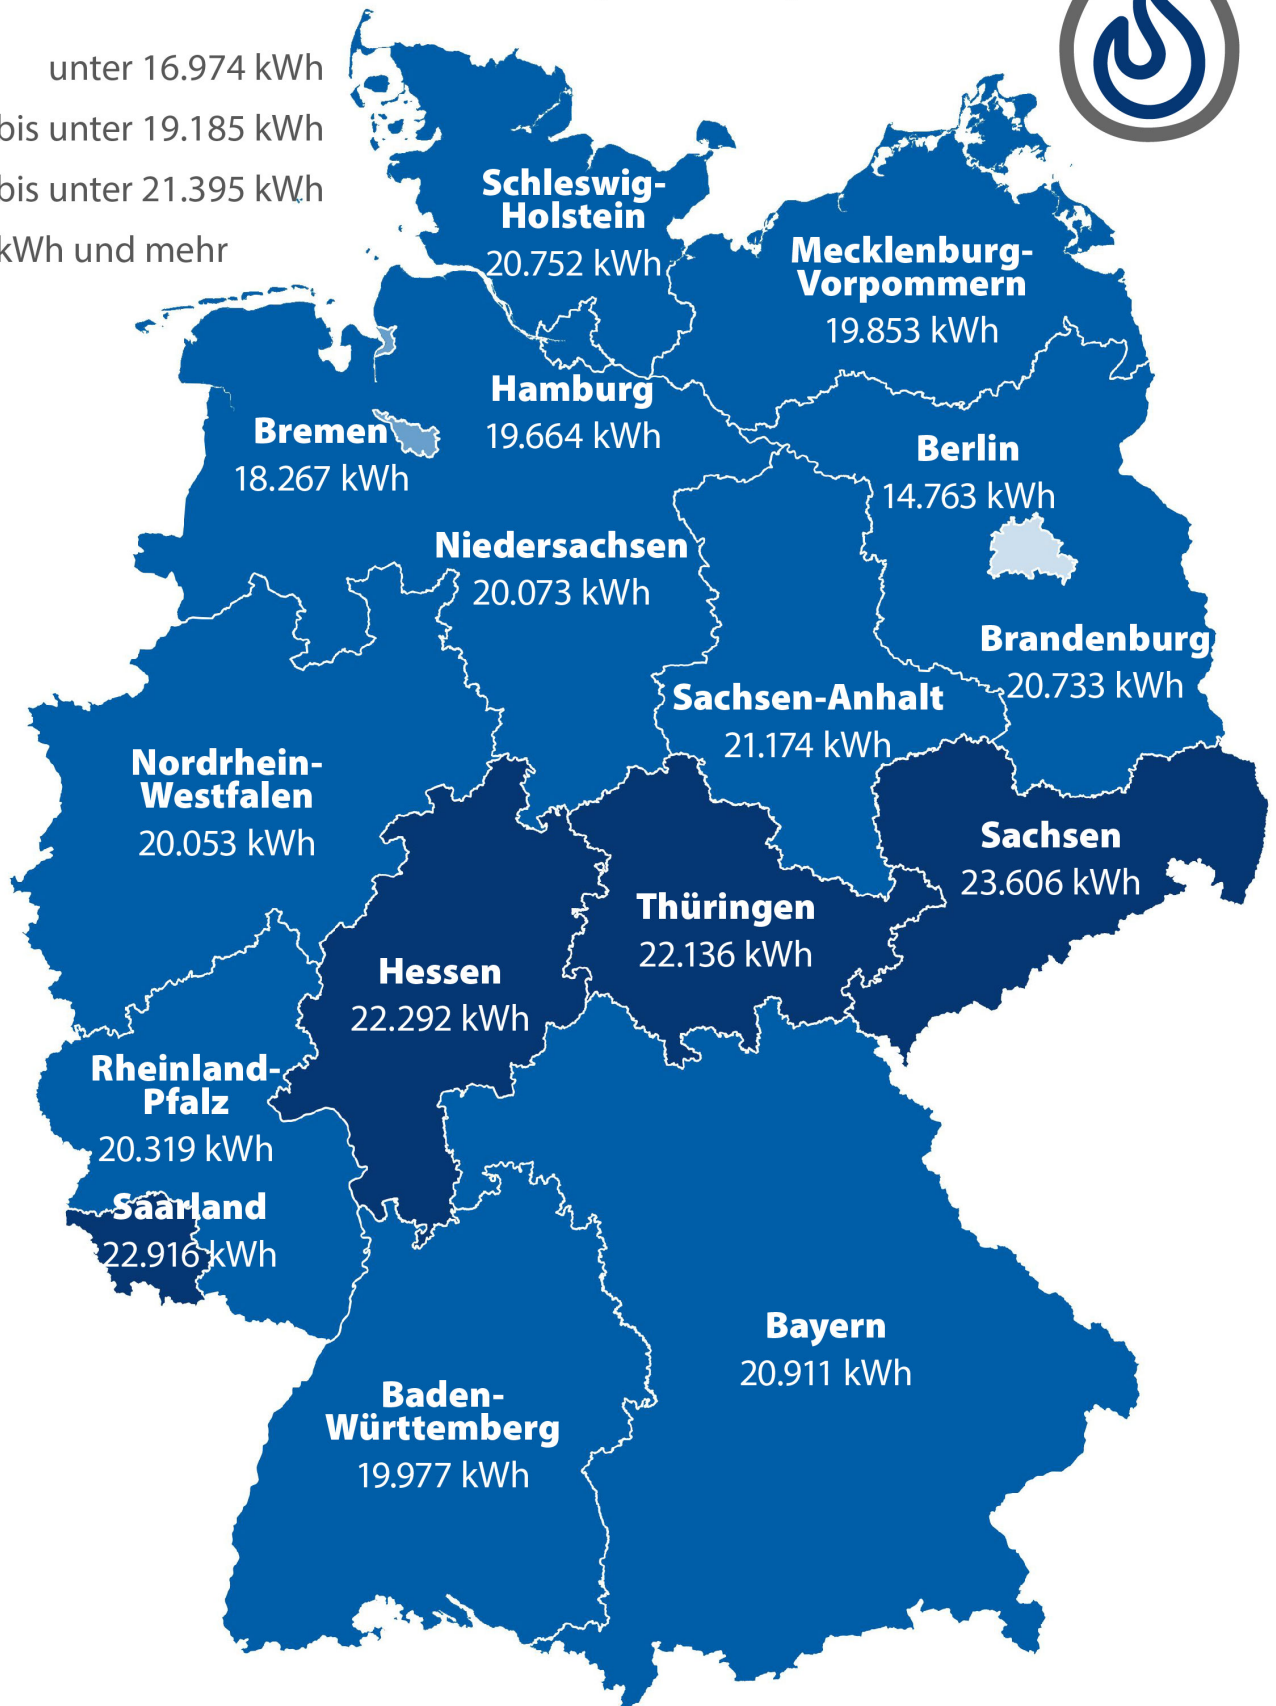 unter 16.974 kWh
bis unter 19.185 kWh
bis unter 21.395 kWh
kWh und mehr
Schleswig-
Holstein
20.752 kWh
Mecklenburg-
Vorpommern
19.853 kWh
Hamburg
19.664 kWh
Bremen
18.267 kWh
Berlin
14.763 kWh
Niedersachsen
20.073 kWh
Brandenburg
20.733 kWh
Sachsen-Anhalt
21.174 kWh
Nordrhein-
Westfalen
20.053 kWh
Sachsen
23.606 kWh
Thüringen
22.136 kWh
Hessen
22.292 kWh
Rheinland-
Pfalz
20.319 kWh
Saarland
22.916 kWh
Bayern
20.911 kWh
Baden-
Württemberg
19.977 kWh